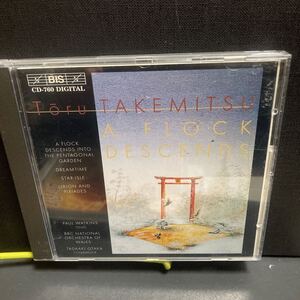 BIS
CD-760 DIGITAL
Tōru TAKEMITSU
A FLOCK
DESCENDS
A FLOCK
DESCENDS INTO
THE PENTAGONAL
GARDEN
DREAMTIME
STAR-ISLE
ORION AND
PLEIADES
PAUL WATKINS
BBC NATIONAL
ORCHESTRA OF
WALES
TADAAKI OTAKA